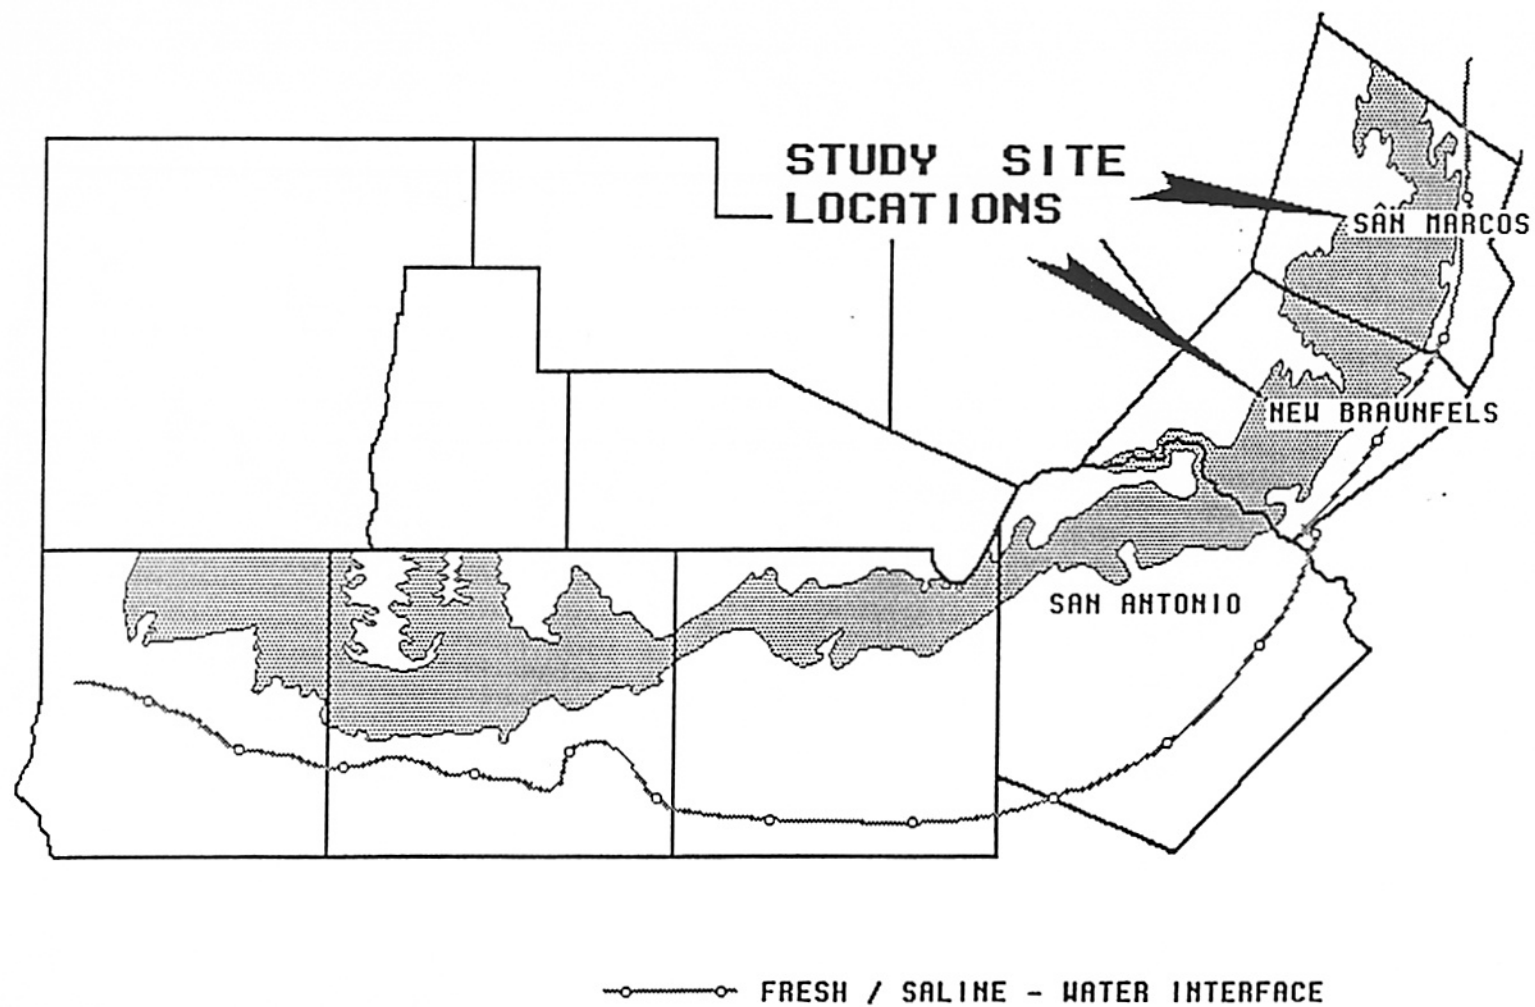 STUDY SITE
LOCATIONS
SAN MARCOS
NEW BRAUNFELS
SAN ANTONIO
FRESH / SALINE - WATER INTERFACE